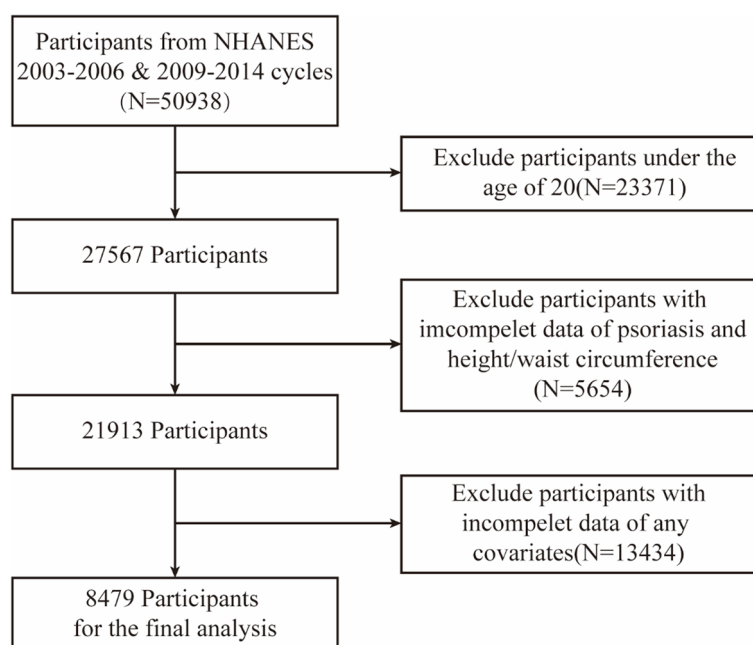 Participants from NHANES
2003-2006 & 2009-2014 cycles
(N=50938)
Exclude participants under the
age of 20(N=23371)
27567 Participants
Exclude participants with
imcompelet data of psoriasis and
height/waist circumference
(N=5654)
21913 Participants
Exclude participants with
incompelet data of any
covariates(N=13434)
8479 Participants
for the final analysis